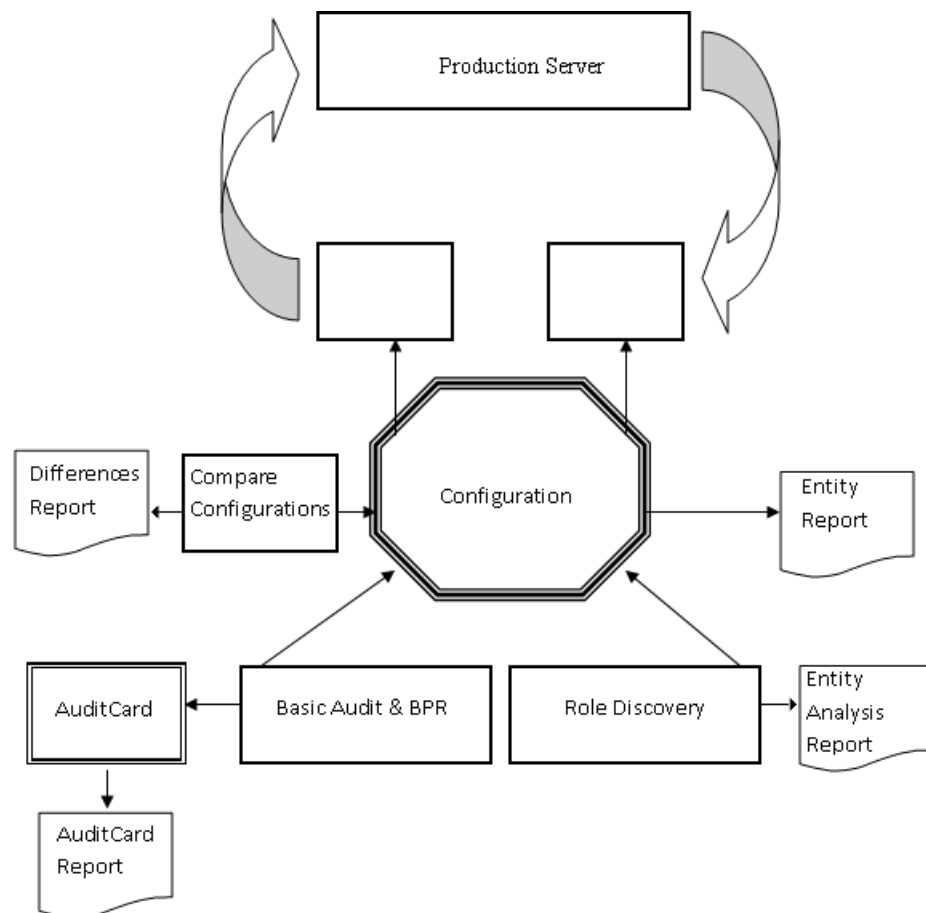 Production Server
Differences
Report
Compare
Configurations
Configuration
Entity
Report
AuditCard
Basic Audit & BPR
Role Discovery
Entity
Analysis
Report
AuditCard
Report